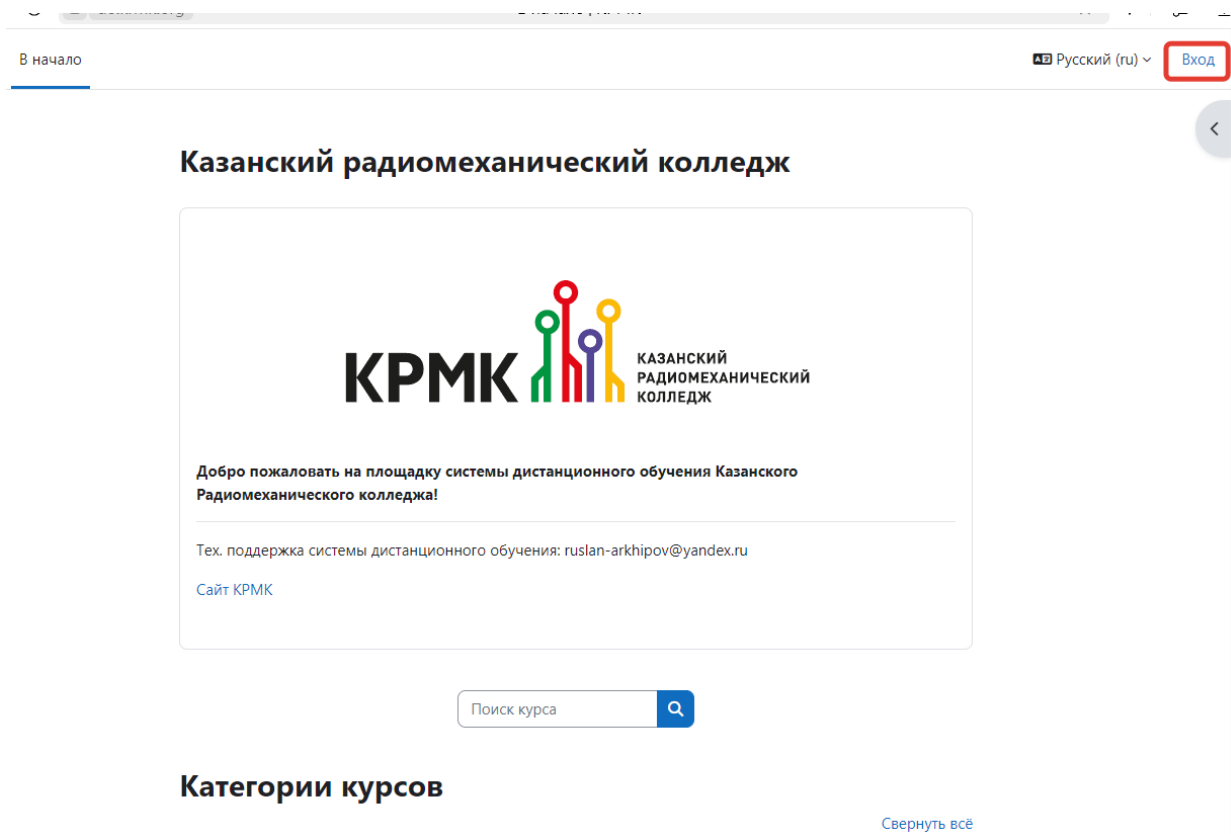 В начало
Русский (ru)
Вход
Казанский радиомеханический колледж
КРМК
КАЗАНСКИЙ
РАДИОМЕХАНИЧЕСКИЙ
КОЛЛЕДЖ
Добро пожаловать на площадку системы дистанционного обучения Казанского
Радиомеханического колледжа!
Тех. поддержка системы дистанционного обучения: ruslan-arkhipov@yandex.ru
Сайт КРМК
Поиск курса
Категории курсов
Свернуть всё